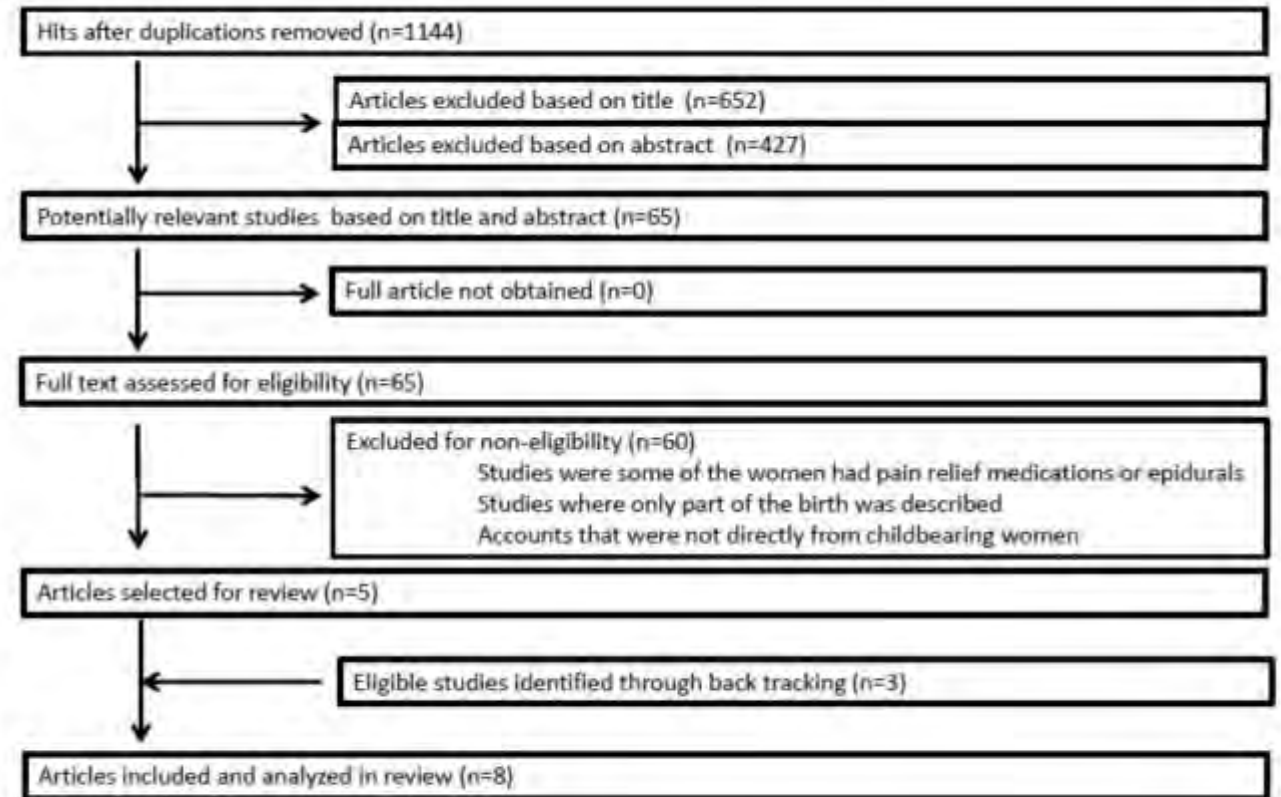 Hits after duplications removed (n=1144)
Articles excluded based on title (n=652)
Articles excluded based on abstract (n=427)
Potentially relevant studies based on title and abstract (n=65)
Full article not obtained (n=0)
Full text assessed for eligibility (n=65)
Excluded for non-eligibility (n=60)
Studies were some of the women had pain relief medications or epidurals
Studies where only part of the birth was described
Accounts that were not directly from childbearing women
Articles selected for review (n=5)
Eligible studies identified through back tracking (n=3)
Articles included and analyzed in review (n=8)